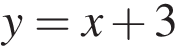 y = x + 3